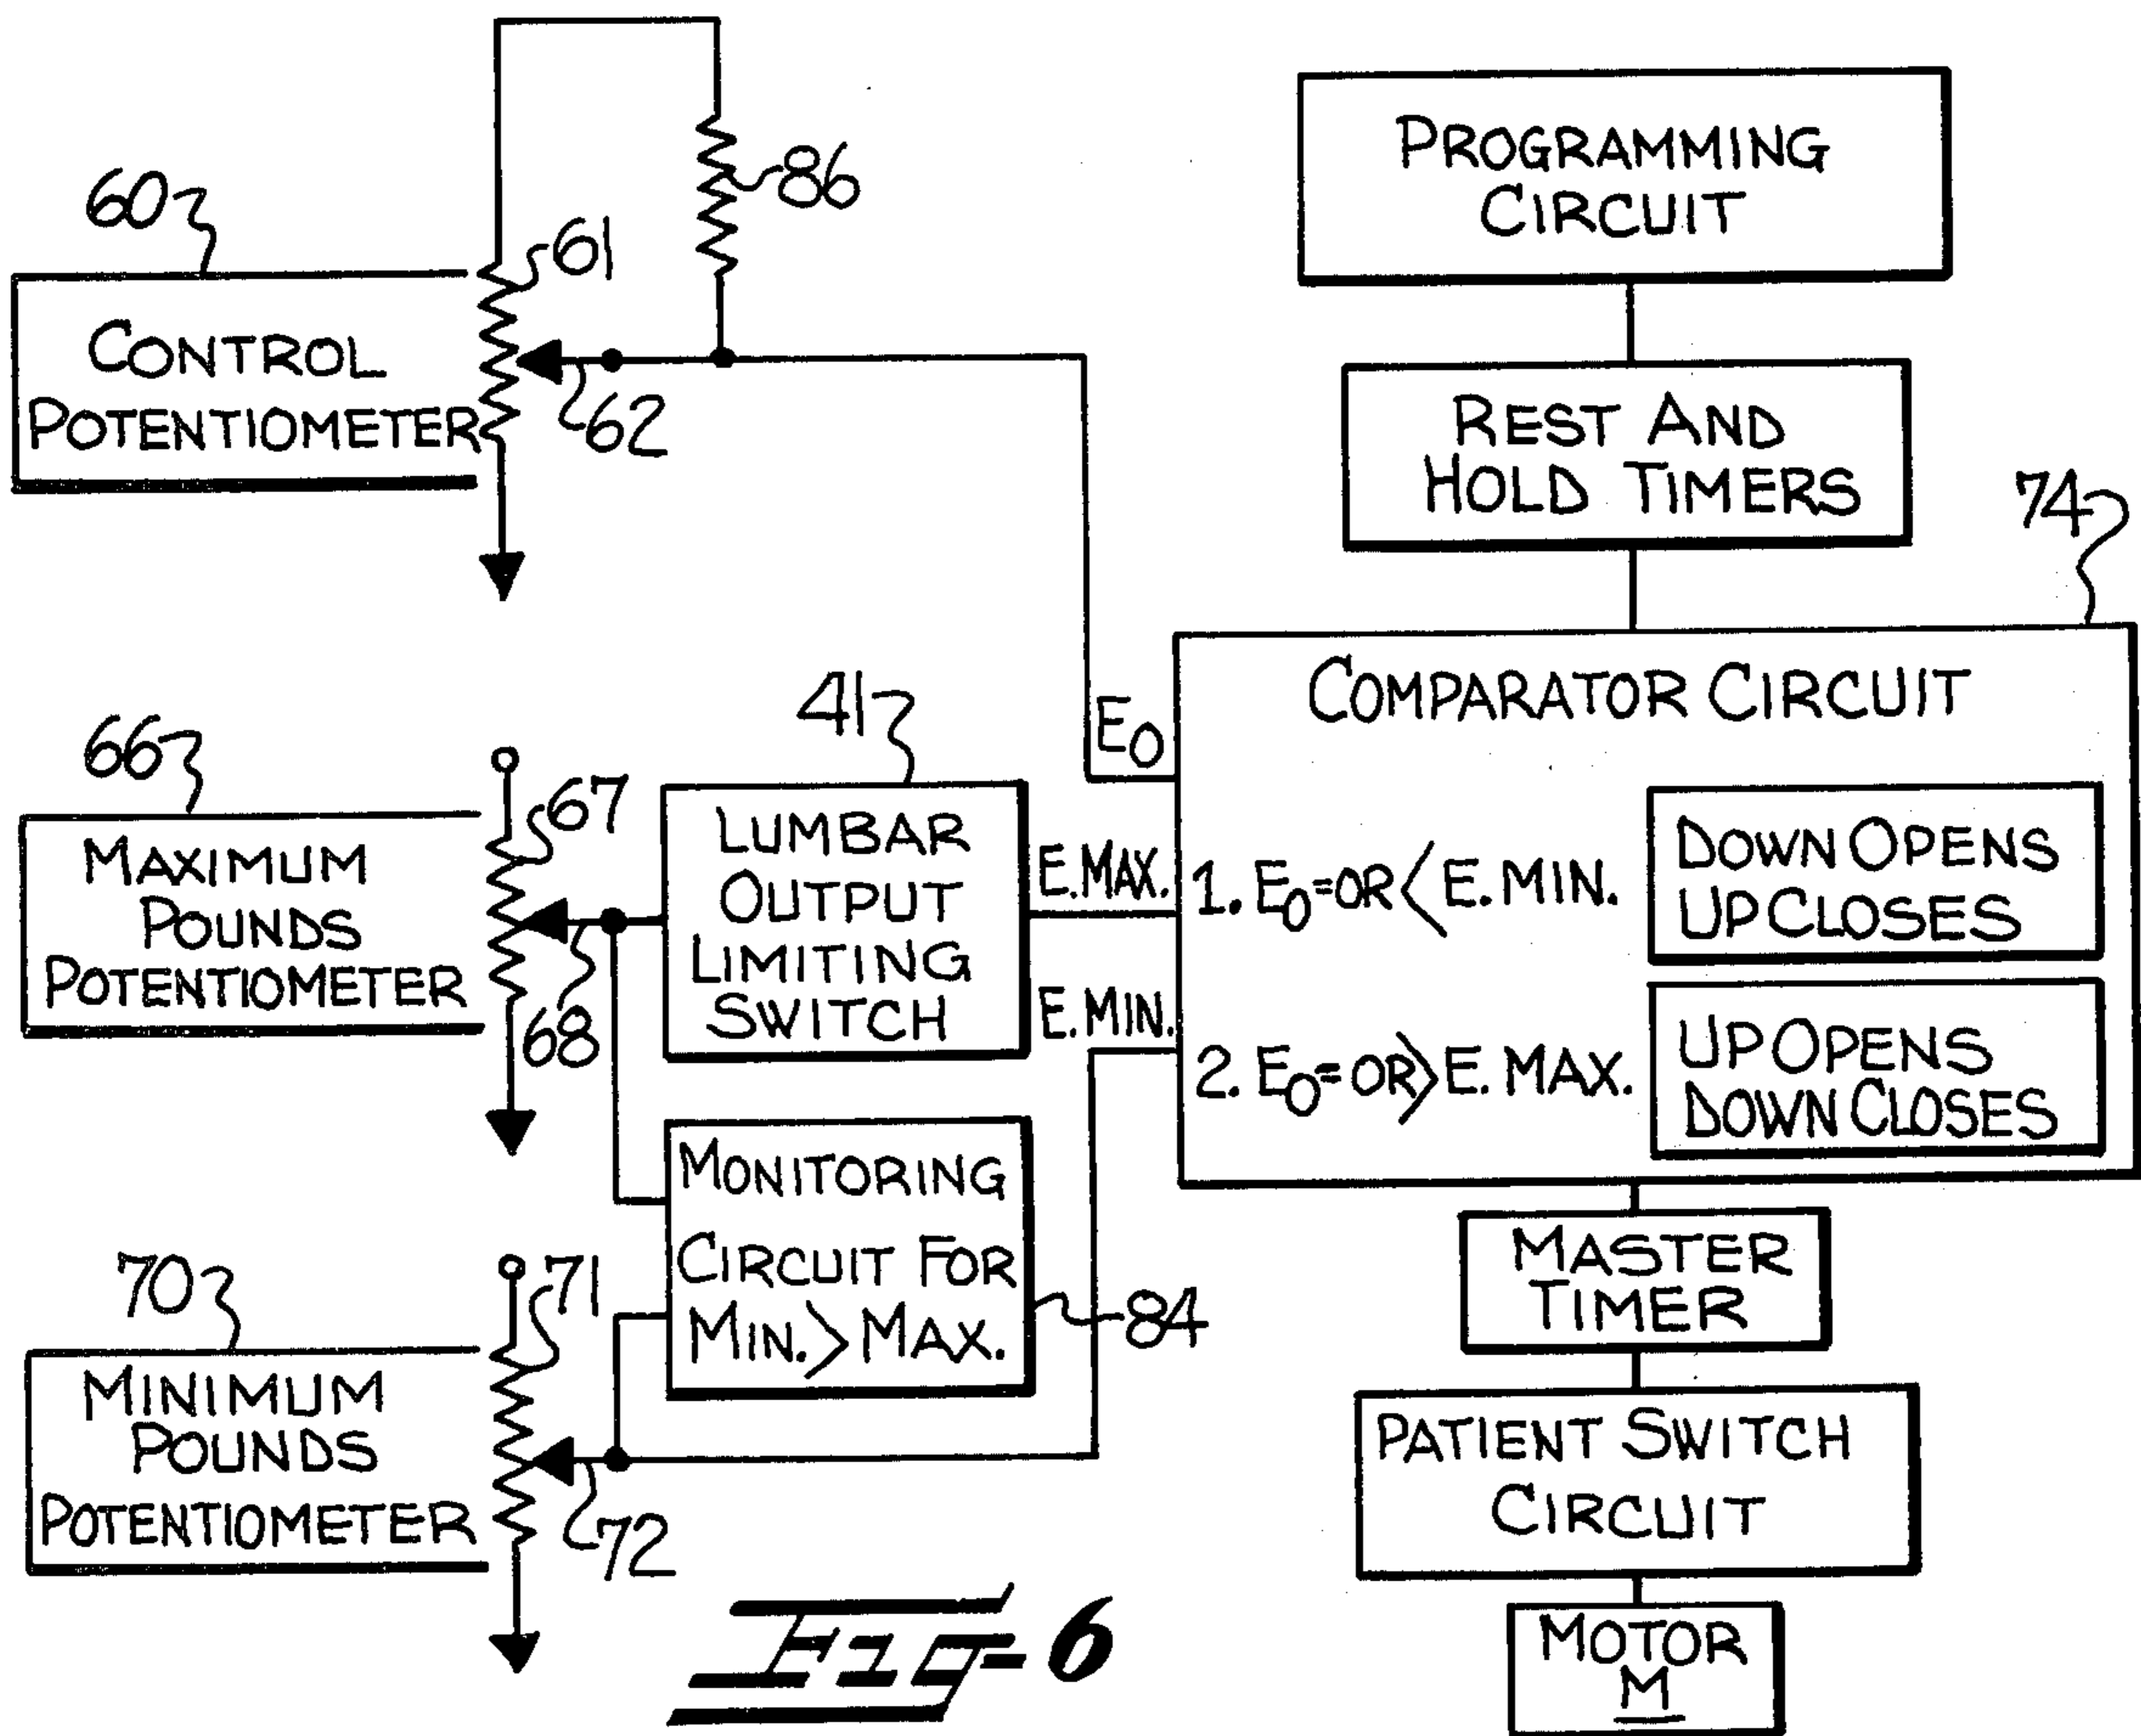 PROGRAMMING
CIRCUIT
86
60
61
CONTROL
POTENTIOMETER
62
REST AND
HOLD TIMERS
74
COMPARATOR CIRCUIT
41
EO
66
67
MAXIMUM
POUNDS
POTENTIOMETER
68
LUMBAR
OUTPUT
LIMITING
SWITCH
E.MAX.
E.MIN.
1. EO=OR< E.MIN.
DOWN OPENS
UP CLOSES
2. EO=OR> E. MAX.
UP OPENS
DOWN CLOSES
MONITORING
CIRCUIT FOR
MIN.> MAX.
84
70
71
MINIMUM
POUNDS
POTENTIOMETER
72
MASTER
TIMER
PATIENT SWITCH
CIRCUIT
MOTOR
M
Fig-6